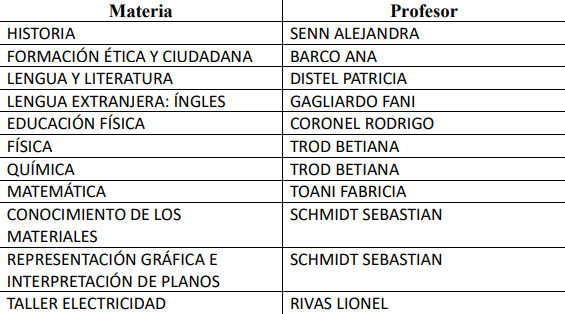 Materia Profesor
HISTORIA SENN ALEJANDRA
FORMACIÓN ÉTICA Y CIUDADANA BARCO ANA
LENGUA Y LITERATURA DISTEL PATRICIA
LENGUA EXTRANJERA: ÍNGLES GAGLIARDO FANI
EDUCACIÓN FÍSICA CORONEL RODRIGO
FÍSICA TROD BETIANA
QUÍMICA TROD BETIANA
MATEMÁTICA TOANI FABRICIA
CONOCIMIENTO DE LOS SCHMIDT SEBASTIAN
MATERIALES
REPRESENTACIÓN GRÁFICA E SCHMIDT SEBASTIAN
INTERPRETACIÓN DE PLANOS
TALLER ELECTRICIDAD RIVAS LIONEL